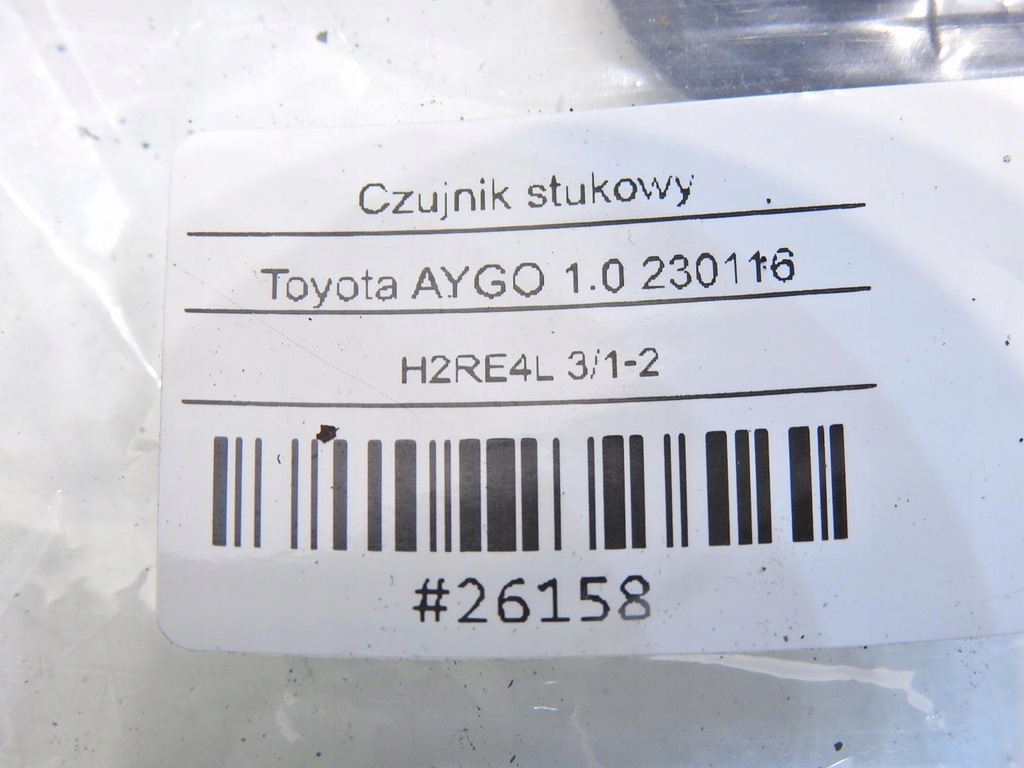 Czujnik stukowy
Toyota AYGO 1.0 230116
H2RE4L 3/1-2
#26158